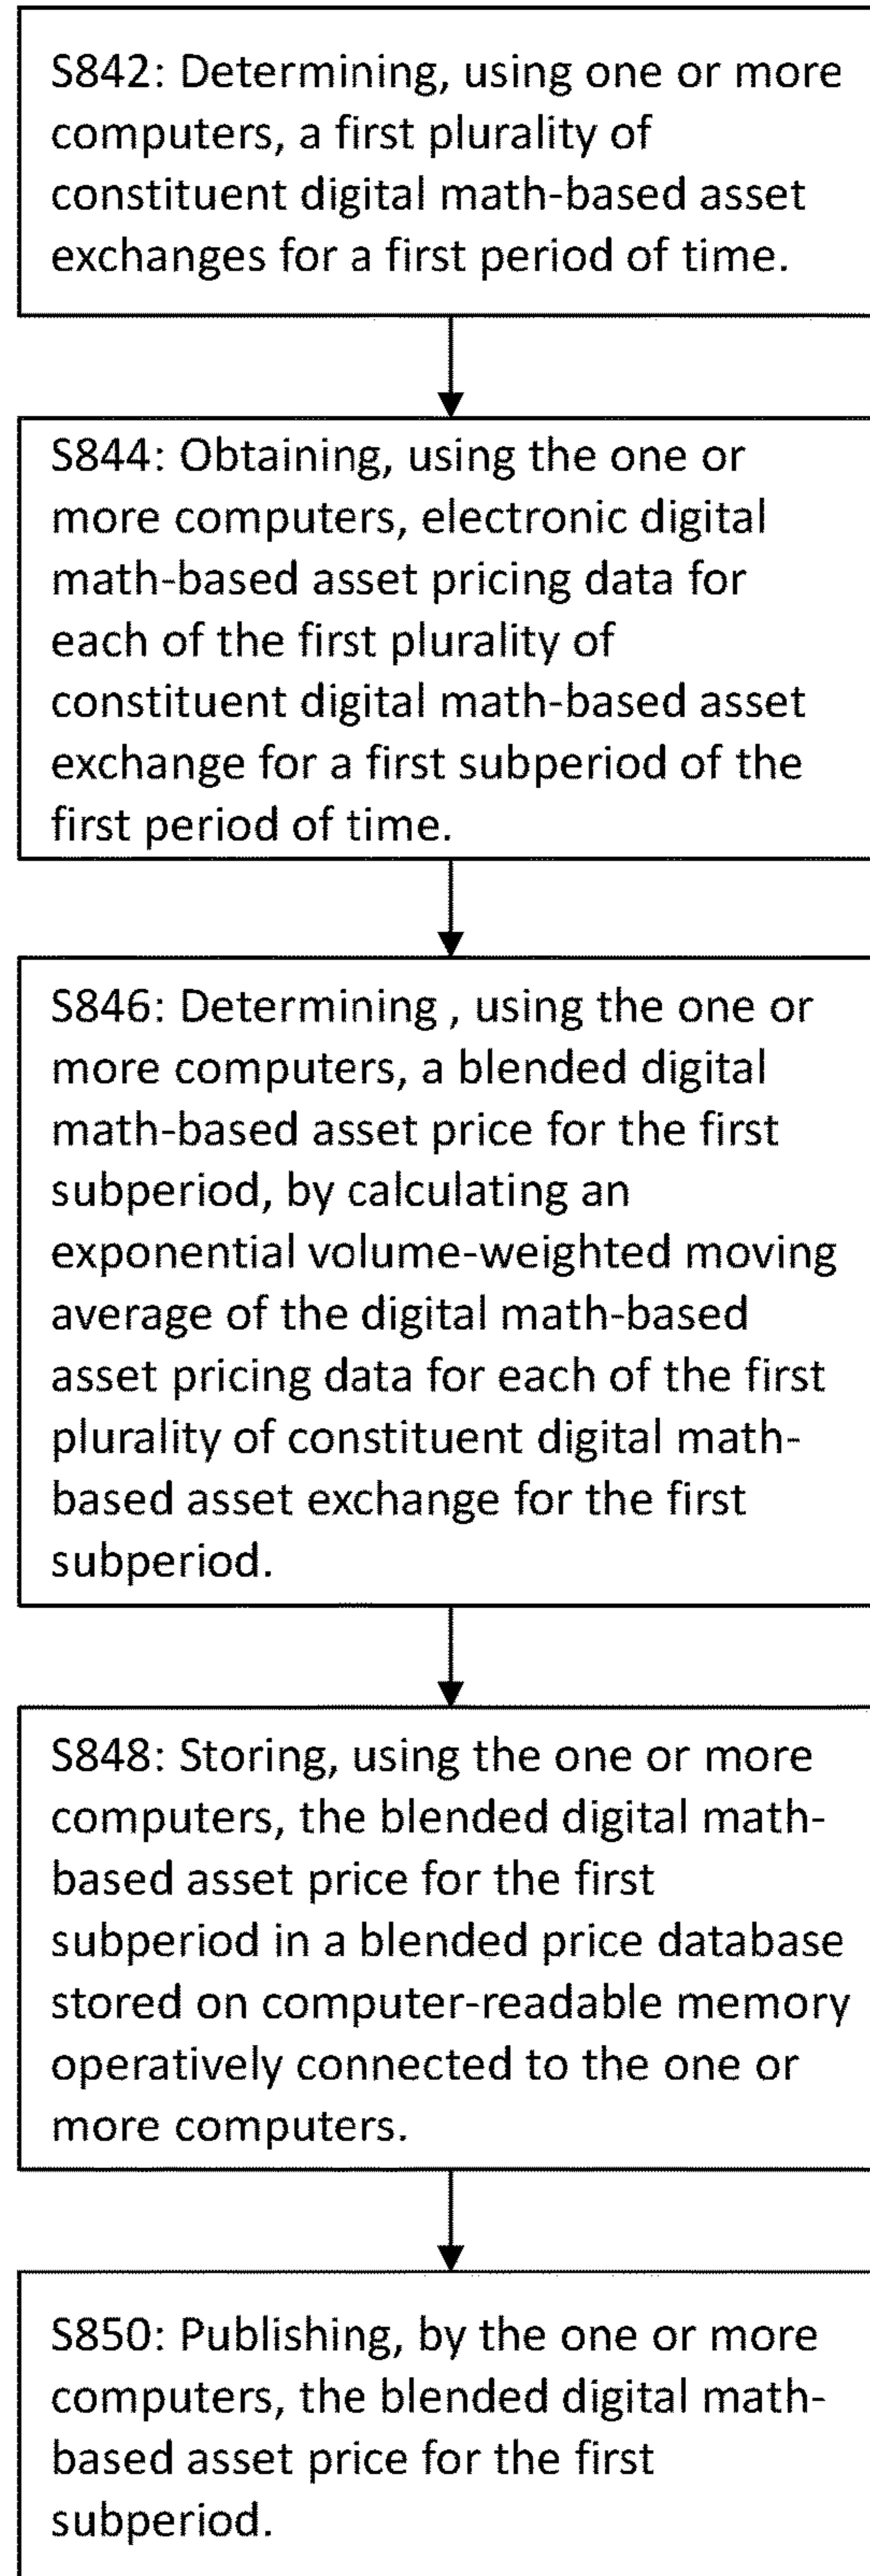 S842: Determining, using one or more
computers, a first plurality of
constituent digital math-based asset
exchanges for a first period of time.
S844: Obtaining, using the one or
more computers, electronic digital
math-based asset pricing data for
each of the first plurality of
constituent digital math-based asset
exchange for a first subperiod of the
first period of time.
S846: Determining , using the one or
more computers, a blended digital
math-based asset price for the first
subperiod, by calculating an
exponential volume-weighted moving
average of the digital math-based
asset pricing data for each of the first
plurality of constituent digital math-
based asset exchange for the first
subperiod.
S848: Storing, using the one or more
computers, the blended digital math-
based asset price for the first
subperiod in a blended price database
stored on computer-readable memory
operatively connected to the one or
more computers.
S850: Publishing, by the one or more
computers, the blended digital math-
based asset price for the first
subperiod.